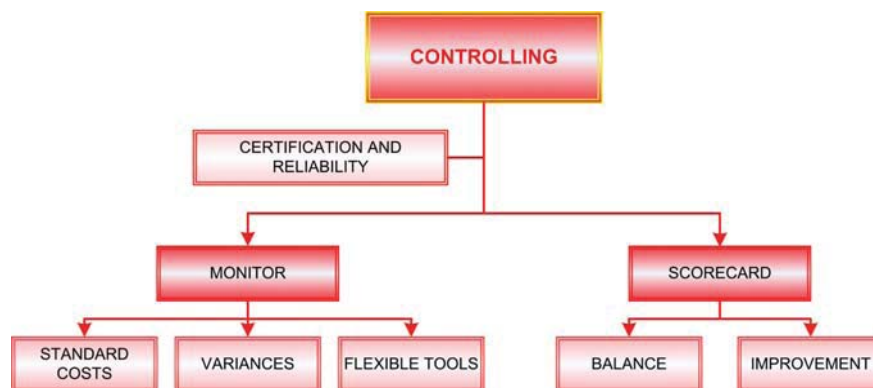 CONTROLLING
CERTIFICATION AND
RELIABILITY
MONITOR
SCORECARD
STANDARD
COSTS
VARIANCES
FLEXIBLE TOOLS
BALANCE
IMPROVEMENT